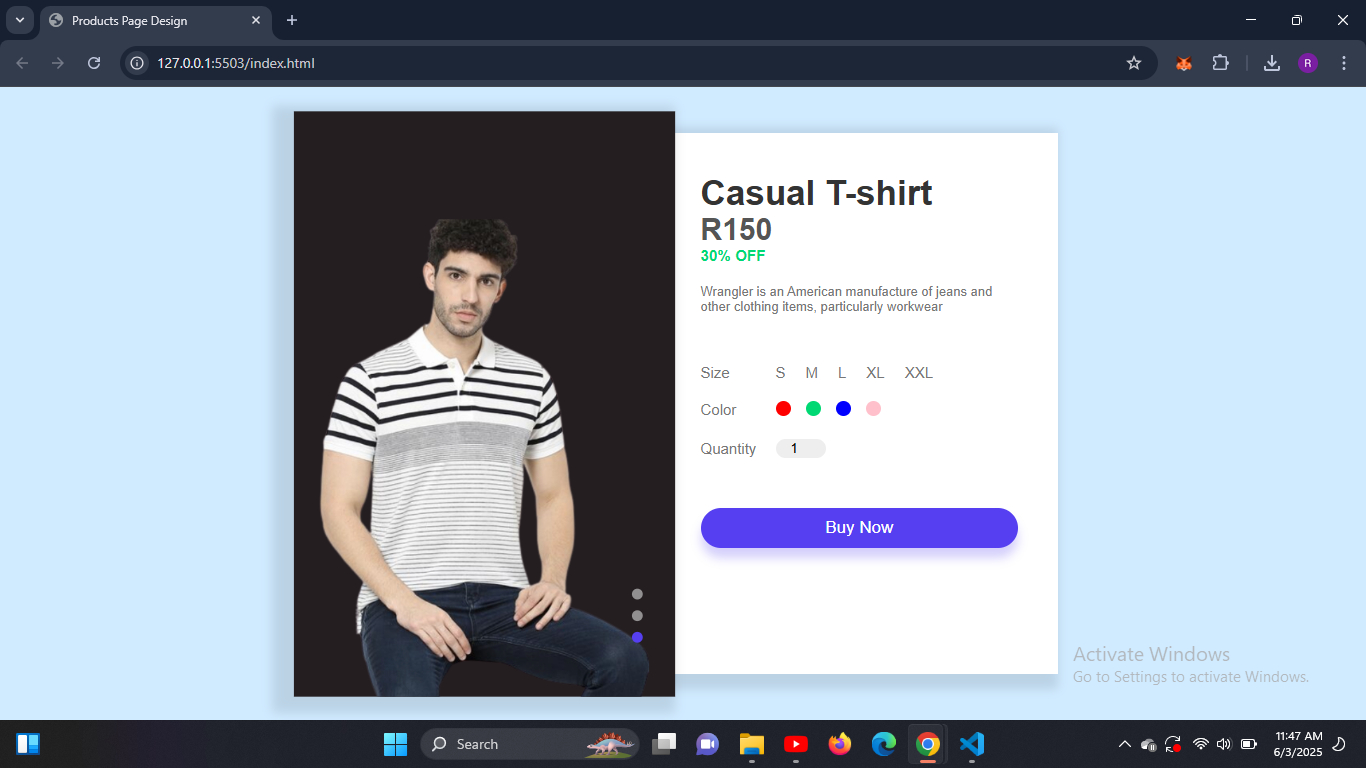 Products Page Design
127.0.0.1:5503/index.html
R
Casual T-shirt
R150
30% OFF
Wrangler is an American manufacture of jeans and
other clothing items, particularly workwear
Size S M L XL XXL
Color
Quantity 1
Buy Now
Activate Windows
Go to Settings to activate Windows.
Search
11:47 AM
6/3/2025